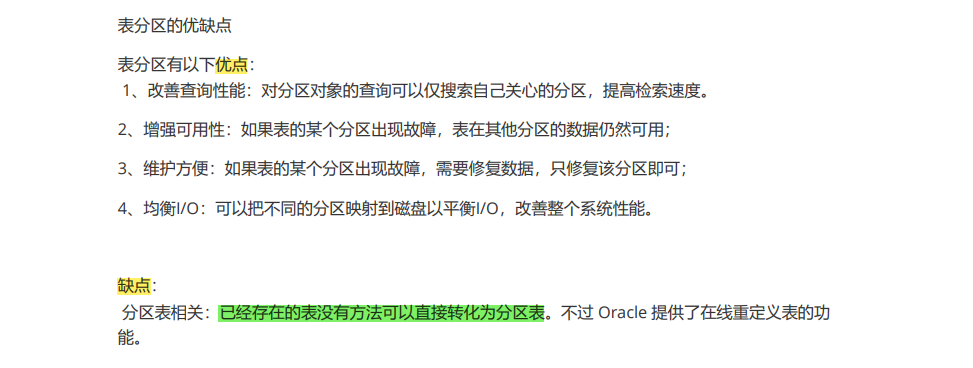 表分区的优缺点
表分区有以下优点：
1、改善查询性能：对分区对象的查询可以仅搜索自己关心的分区，提高检索速度。
2、增强可用性：如果表的某个分区出现故障，表在其他分区的数据仍然可用；
3、维护方便：如果表的某个分区出现故障，需要修复数据，只修复该分区即可；
4、均衡I/O：可以把不同的分区映射到磁盘以平衡I/O，改善整个系统性能。
缺点：
分区表相关：已经存在的表没有方法可以直接转化为分区表。不过 Oracle 提供了在线重定义表的功
能。